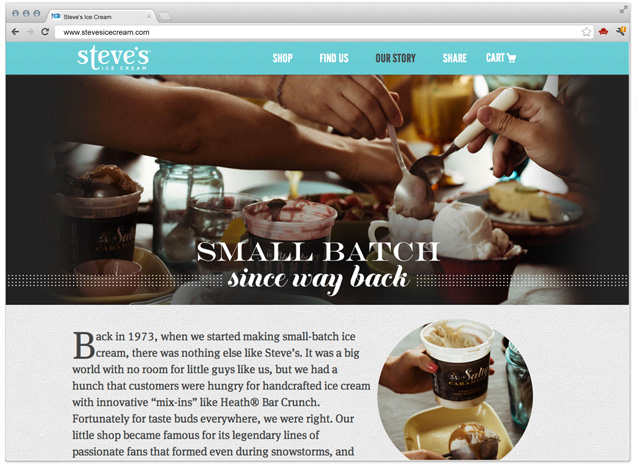 Steve's Ice Cream
www.stevesicecream.com
steve's
ICE CREAM
SHOP FIND US OUR STORY SHARE CART
SMALL BATCH
since way back
Back in 1973, when we started making small-batch ice
cream, there was nothing else like Steve’s. It was a big
world with no room for little guys like us, but we had a
hunch that customers were hungry for handcrafted ice cream
with innovative “mix-ins” like Heath® Bar Crunch.
Fortunately for taste buds everywhere, we were right. Our
little shop became famous for its legendary lines of
passionate fans that formed even during snowstorms, and
Salty
CARAMEL